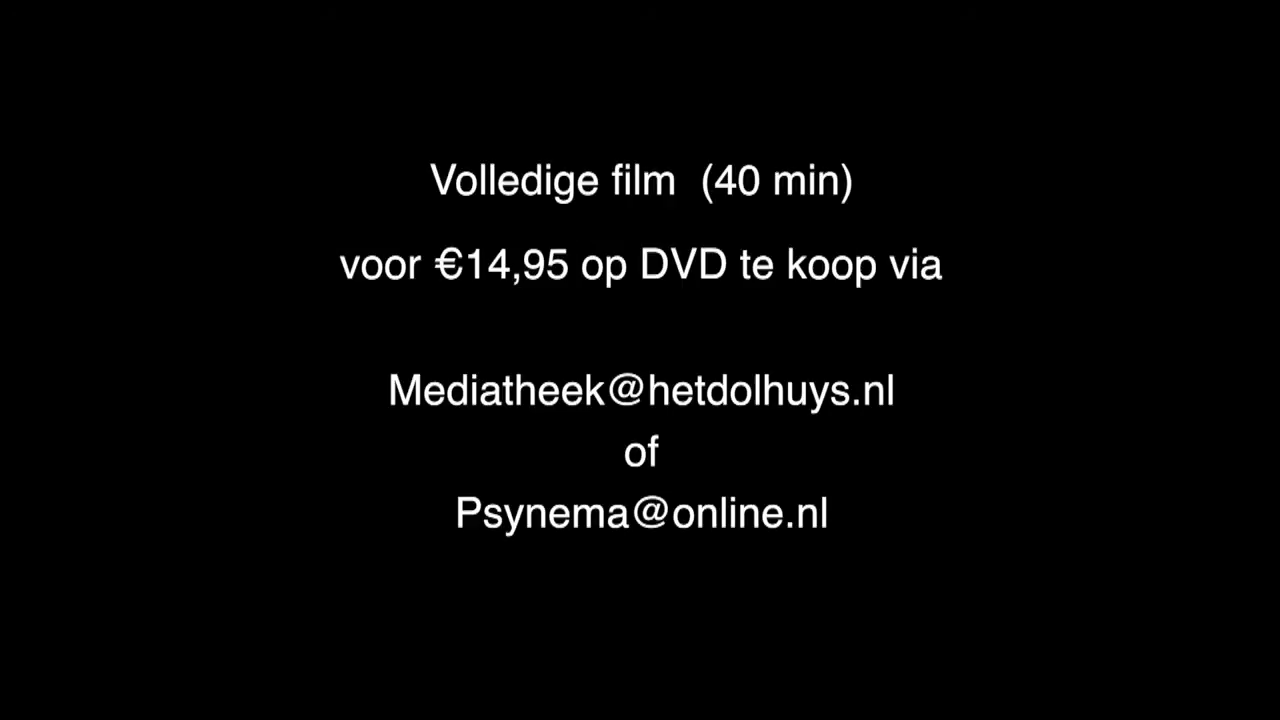 Volledige film (40 min)
voor €14,95 op DVD te koop via
Mediatheek@hetdolhuys.nl
of
Psynema@online.nl